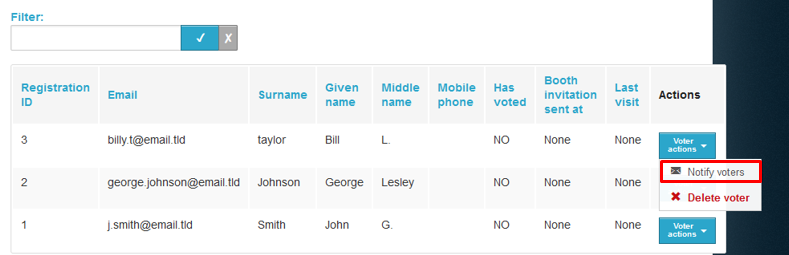 Filter:
✓ x
Registration ID Email Surname Given name Middle name Mobile phone Has voted Booth invitation sent at Last visit Actions
3 billy.t@email.tld taylor Bill L. NO None None Voter actions
2 george.johnson@email.tld Johnson George Lesley NO None None
Notify voters
Delete voter
1 j.smith@email.tld Smith John G. NO None None Voter actions